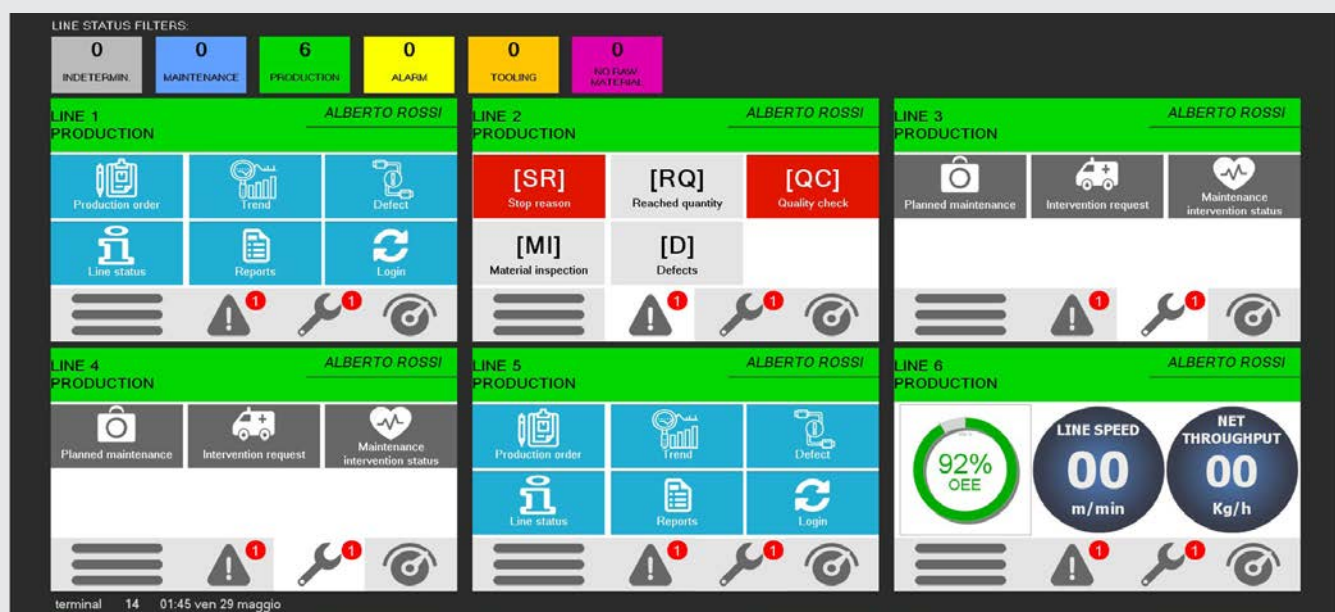 LINE STATUS FILTERS:
0 0 6 0 0 0
INDETERMIN. MAINTENANCE PRODUCTION ALARM TOOLING NO RAW MATERIAL
LINE 1 ALBERTO ROSSI
PRODUCTION
Production order Trend Defect
Line status Reports Login
1 1
LINE 2 ALBERTO ROSSI
PRODUCTION
[SR] [RQ] [QC]
Stop reason Reached quantity Quality check
[MI] [D]
Material inspection Defects
1 1
LINE 3 ALBERTO ROSSI
PRODUCTION
Planned maintenance Intervention request Maintenance intervention status
1 1
LINE 4 ALBERTO ROSSI
PRODUCTION
Planned maintenance Intervention request Maintenance intervention status
1 1
LINE 5 ALBERTO ROSSI
PRODUCTION
Production order Trend Defect
Line status Reports Login
1 1
LINE 6 ALBERTO ROSSI
PRODUCTION
92%
OEE
LINE SPEED
00
m/min
NET
THROUGHPUT
00
Kg/h
1 1
terminal 14 01:45 ven 29 maggio